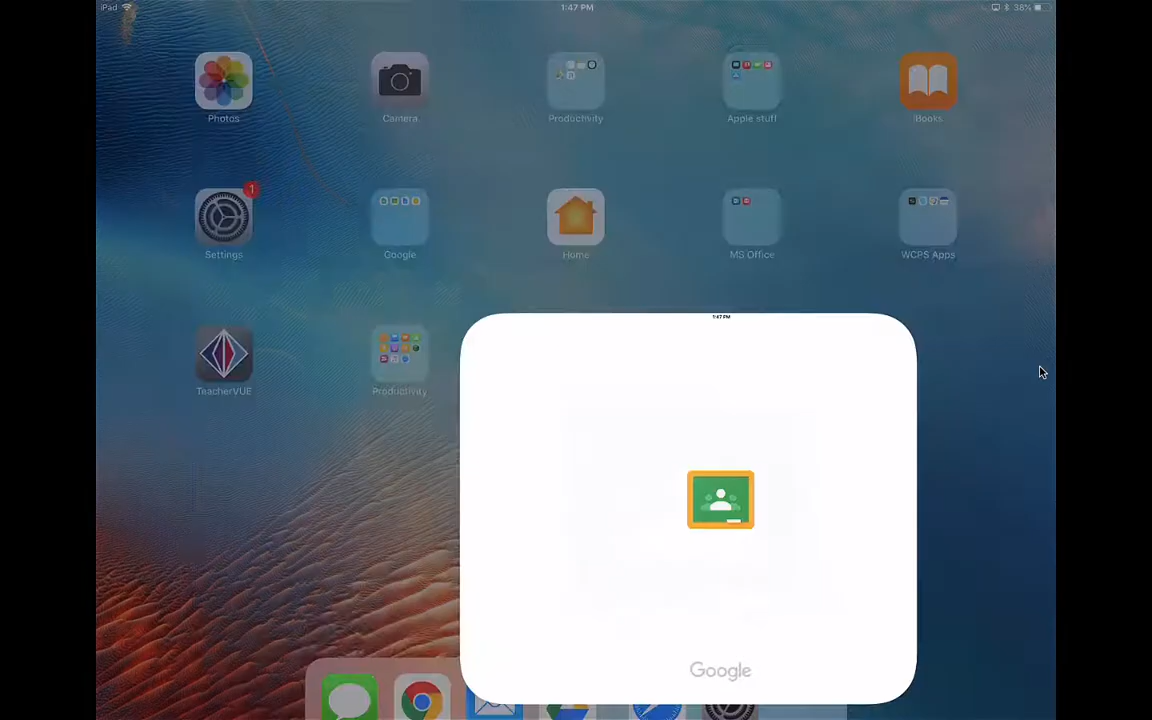 iPad 1:47 PM 38%
Photos Camera Productivity Apple stuff iBooks
1
Settings Google Home MS Office WCPS Apps
1:47 PM
TeacherVUE Productivity
Google